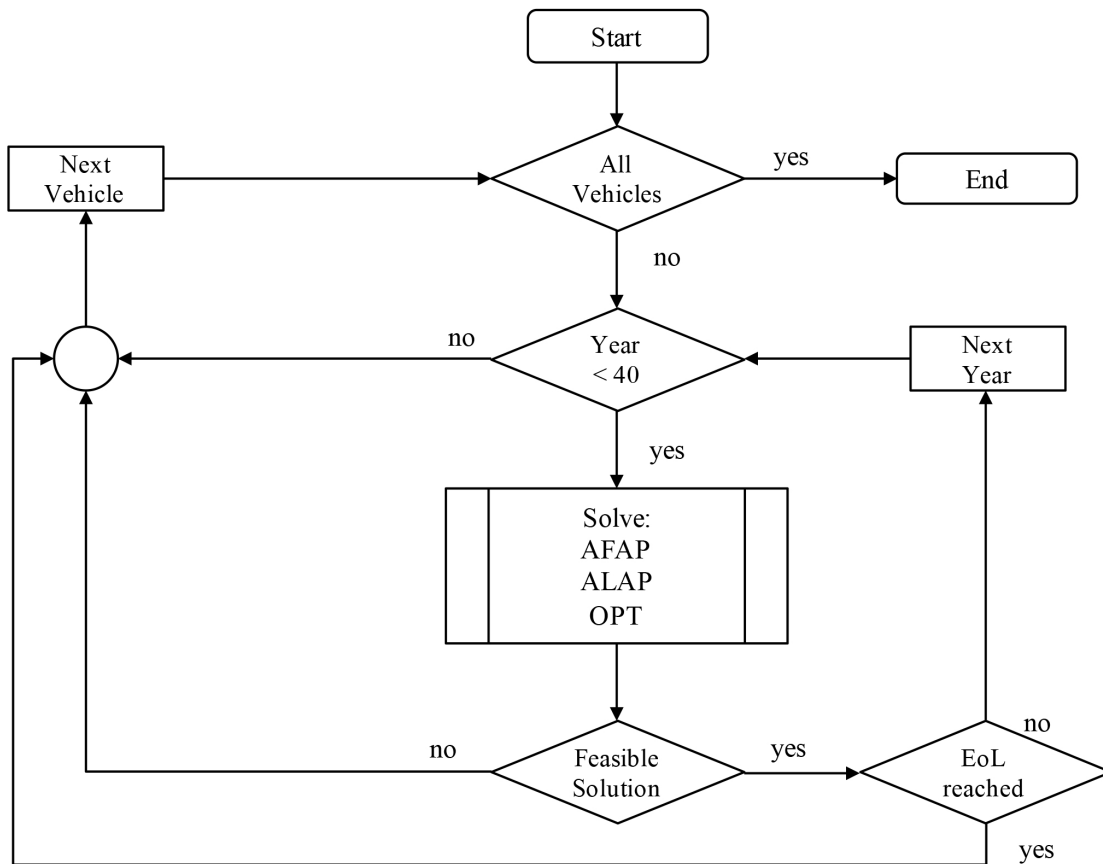 Start
Next
Vehicle
All
Vehicles
yes
End
no
no
Year
< 40
Next
Year
yes
Solve:
AFAP
ALAP
OPT
no
Feasible
Solution
yes
EoL
reached
no
yes